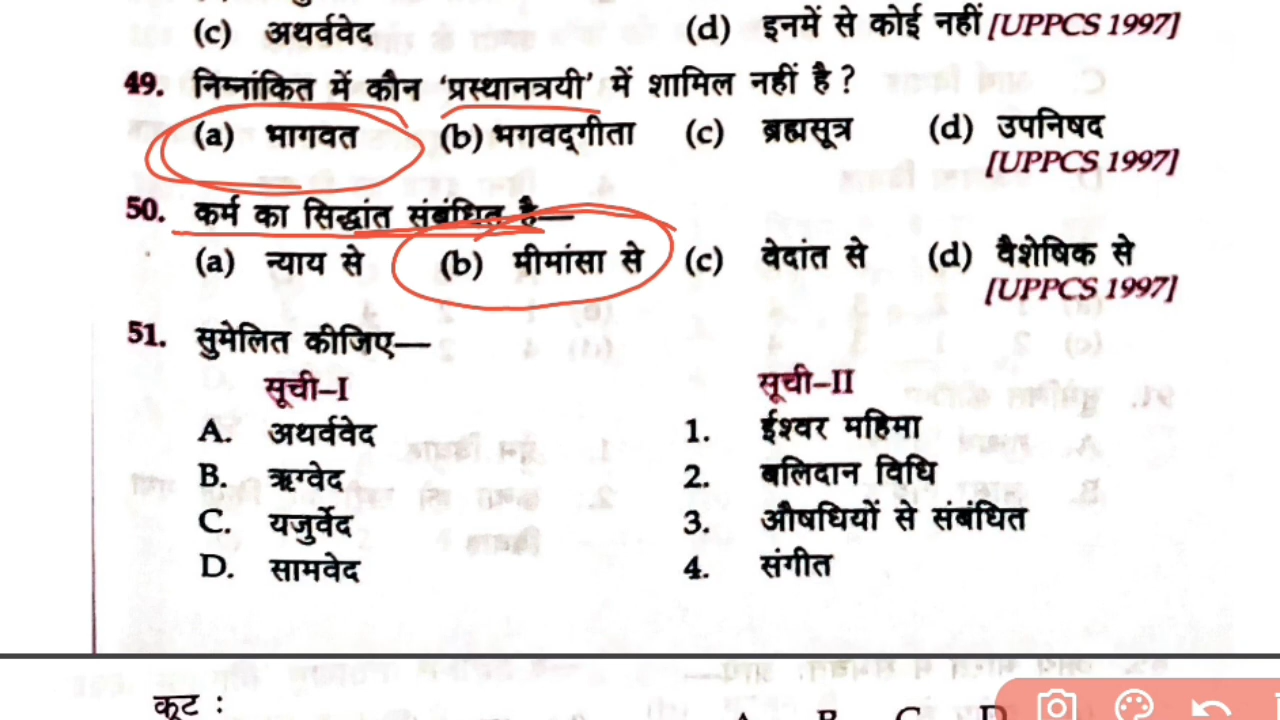 (c) अथर्ववेद (d) इनमें से कोई नहीं [UPPCS 1997]
49. निम्नांकित में कौन ‘प्रस्थानत्रयी’ में शामिल नहीं है ?
(a) भागवत (b) भगवद्गीता (c) ब्रह्मसूत्र (d) उपनिषद
[UPPCS 1997]
50. कर्म का सिद्धांत संबंधित है—
(a) न्याय से (b) मीमांसा से (c) वेदांत से (d) वैशेषिक से
[UPPCS 1997]
51. सुमेलित कीजिए—
सूची–I सूची–II
A. अथर्ववेद 1. ईश्वर महिमा
B. ऋग्वेद 2. बलिदान विधि
C. यजुर्वेद 3. औषधियों से संबंधित
D. सामवेद 4. संगीत
कूट :
A B C D